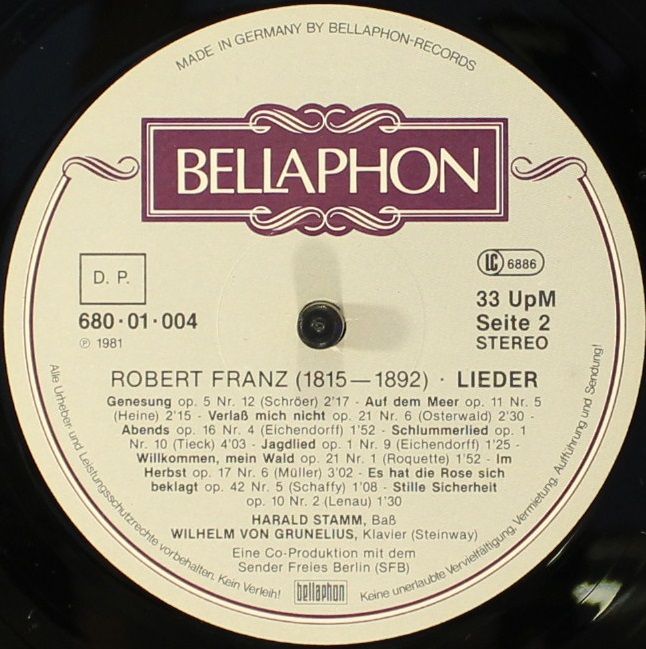 MADE IN GERMANY BY BELLAPHON-RECORDS
BELLAPHON
D. P.
LC 6886
680·01·004
℗ 1981
33 UpM
Seite 2
STEREO
ROBERT FRANZ (1815—1892) · LIEDER
Genesung op. 5 Nr. 12 (Schröer) 2'17 - Auf dem Meer op. 11 Nr. 5
(Heine) 2'15 - Verlaß mich nicht op. 21 Nr. 6 (Osterwald) 2'30 -
Abends op. 16 Nr. 4 (Eichendorff) 1'52 - Schlummerlied op. 1
Nr. 10 (Tieck) 4'03 - Jagdlied op. 1 Nr. 9 (Eichendorff) 1'25 -
Willkommen, mein Wald op. 21 Nr. 1 (Roquette) 1'52 - Im
Herbst op. 17 Nr. 6 (Müller) 3'02 - Es hat die Rose sich
beklagt op. 42 Nr. 5 (Schaffy) 1'08 - Stille Sicherheit
op. 10 Nr. 2 (Lenau) 1'30
HARALD STAMM, Baß
WILHELM VON GRUNELIUS, Klavier (Steinway)
Eine Co-Produktion mit dem
Sender Freies Berlin (SFB)
bellaphon
Alle Urheber- und Leistungsschutzrechte vorbehalten. Kein Verleih!
Keine unerlaubte Vervielfältigung, Vermietung, Aufführung und Sendung!